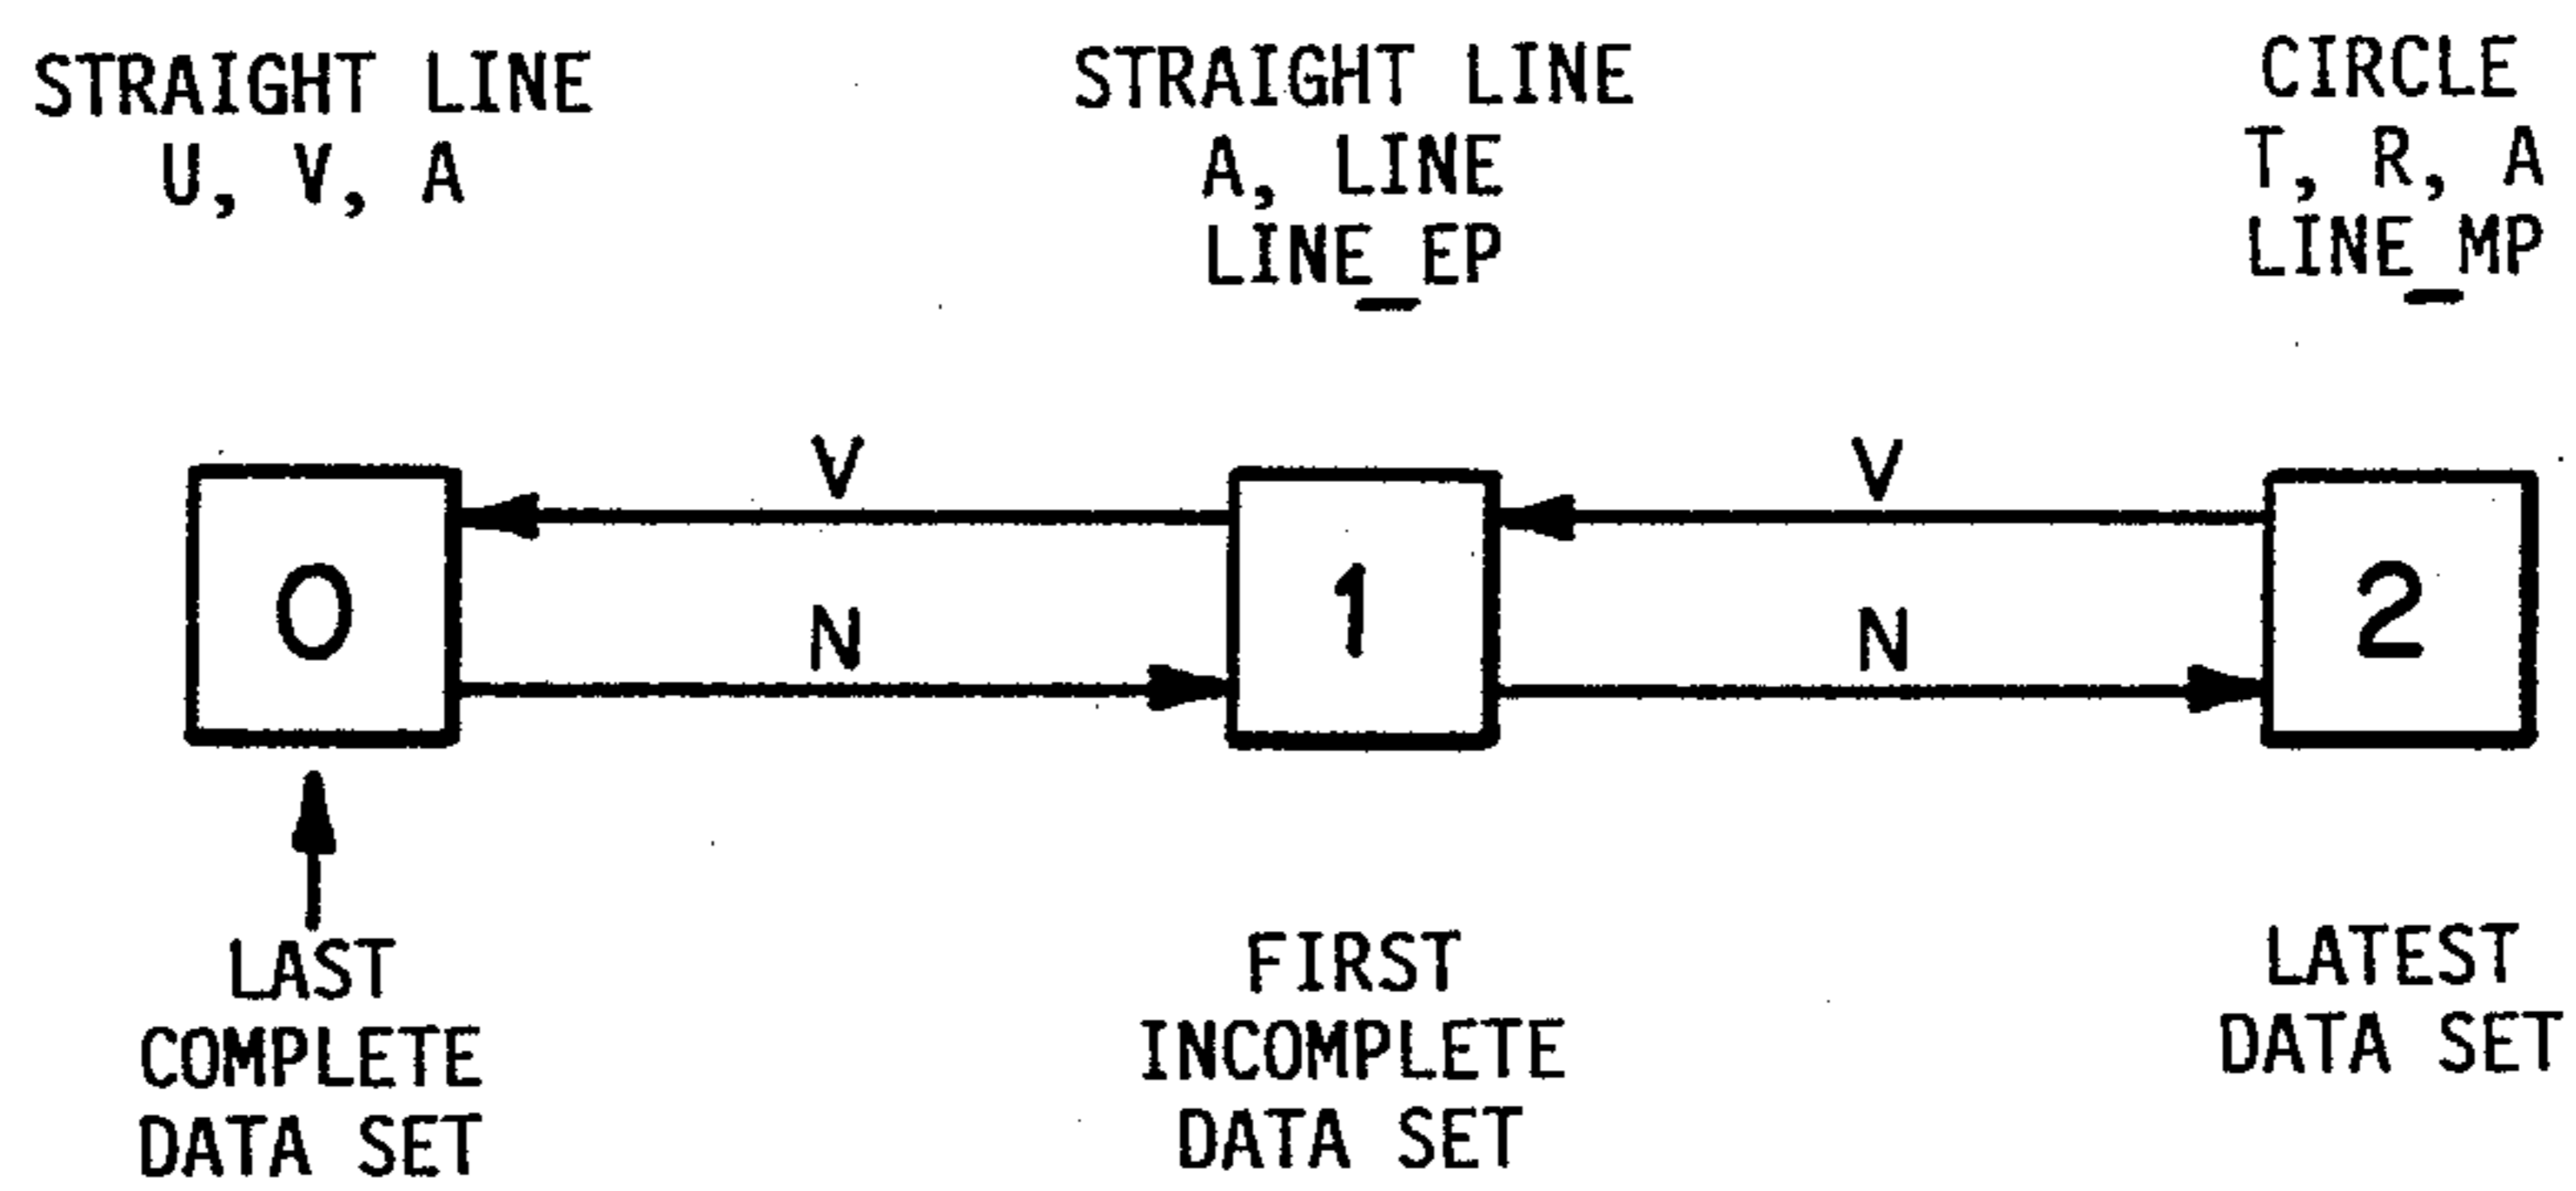 STRAIGHT LINE
U, V, A
STRAIGHT LINE
A, LINE
LINE_EP
CIRCLE
T, R, A
LINE_MP
V
V
0
1
2
N
N
LAST
COMPLETE
DATA SET
FIRST
INCOMPLETE
DATA SET
LATEST
DATA SET